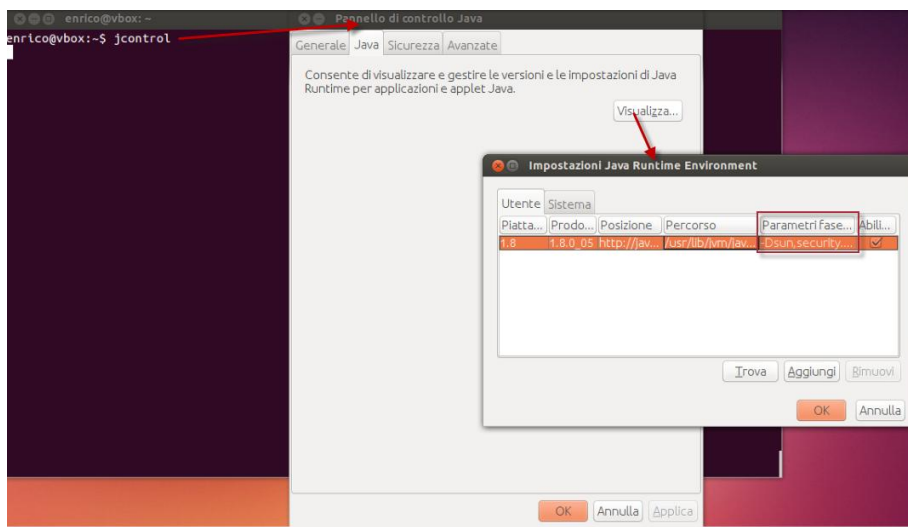 enrico@vbox: ~
enrico@vbox:~$ jcontrol
Pannello di controllo Java
Generale Java Sicurezza Avanzate
Consente di visualizzare e gestire le versioni e le impostazioni di Java
Runtime per applicazioni e applet Java.
Visualizza...
Impostazioni Java Runtime Environment
Utente Sistema
Piatta... Prodo... Posizione Percorso Parametri fase... Abili...
1.8 1.8.0_05 http://jav... /usr/lib/jvm/jav... -Dsun,security....
Trova Aggiungi Rimuovi
OK Annulla
OK Annulla Applica